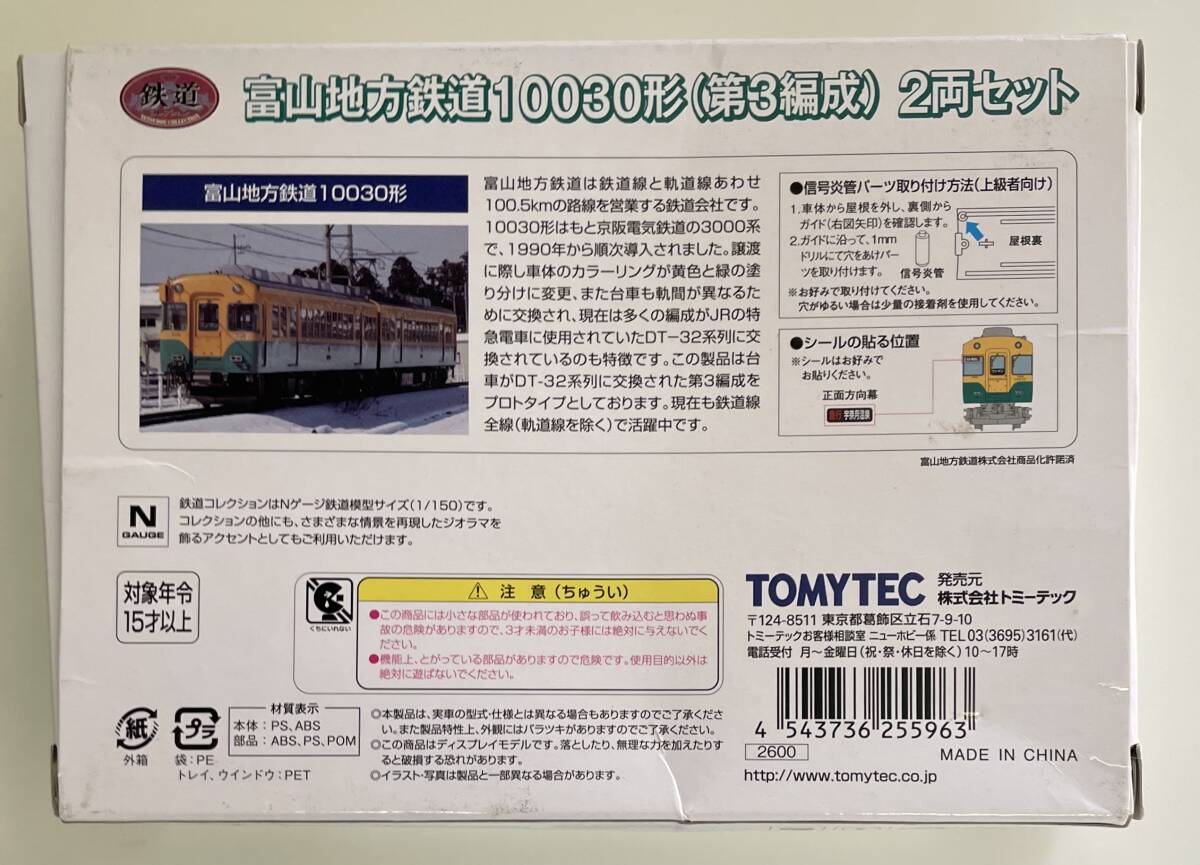 鉄道
TETSUDOU COLLECTION
富山地方鉄道10030形(第3編成) 2両セット
富山地方鉄道10030形
富山地方鉄道は鉄道線と軌道線あわせ
100.5kmの路線を営業する鉄道会社です。
10030形はもと京阪電気鉄道の3000系
で、1990年から順次導入されました。譲渡
に際し車体のカラーリングが黄色と緑の塗
り分けに変更、また台車も軌間が異なるた
めに交換され、現在は多くの編成がJRの特
急電車に使用されていたDT-32系列に交
換されているのも特徴です。この製品は台
車がDT-32系列に交換された第3編成を
プロトタイプとしております。現在も鉄道線
全線(軌道線を除く)で活躍中です。
●信号炎管パーツ取り付け方法(上級者向け)
1.車体から屋根を外し、裏側から
ガイド(右図矢印)を確認します。
2.ガイドに沿って、1mm
ドリルにて穴をあけパー
ツを取り付けます。
信号炎管
屋根裏
※お好みで取り付けてください。
穴がゆるい場合は少量の接着剤を使用してください。
●シールの貼る位置
※シールはお好みで
お貼りください。
正面方向幕
急行 宇奈月温泉
富山地方鉄道株式会社商品化許諾済
N
GAUGE
鉄道コレクションはNゲージ鉄道模型サイズ(1/150)です。
コレクションの他にも、さまざまな情景を再現したジオラマを
飾るアクセントとしてもご利用いただけます。
対象年令
15才以上
くちにいれない
⚠ 注 意(ちゅうい)
●この商品には小さな部品が使われており、誤って飲み込むと思わぬ事
故の危険がありますので、3才未満のお子様には絶対に与えないでく
ださい。
●機能上、とがっている部品がありますので危険です。使用目的以外は
絶対に遊ばないでください。
TOMYTEC
発売元
株式会社トミーテック
〒124-8511 東京都葛飾区立石7-9-10
トミーテックお客様相談室 ニューホビー係 TEL 03(3695)3161(代)
電話受付 月〜金曜日(祝・祭・休日を除く)10〜17時
紙
外箱
プラ
袋:PE
トレイ、ウインドウ:PET
材質表示
本体:PS、ABS
部品:ABS、PS、POM
◎本製品は、実車の型式・仕様とは異なる場合もありますのでご了承くださ
い。また製品特性上、外観にはバラツキがありますのでご了承ください。
◎この商品はディスプレイモデルです。落としたり、無理な力を加えたりす
ると破損する恐れがあります。
◎イラスト・写真は製品と一部異なる場合があります。
4 543736 255963
2600
MADE IN CHINA
http://www.tomytec.co.jp